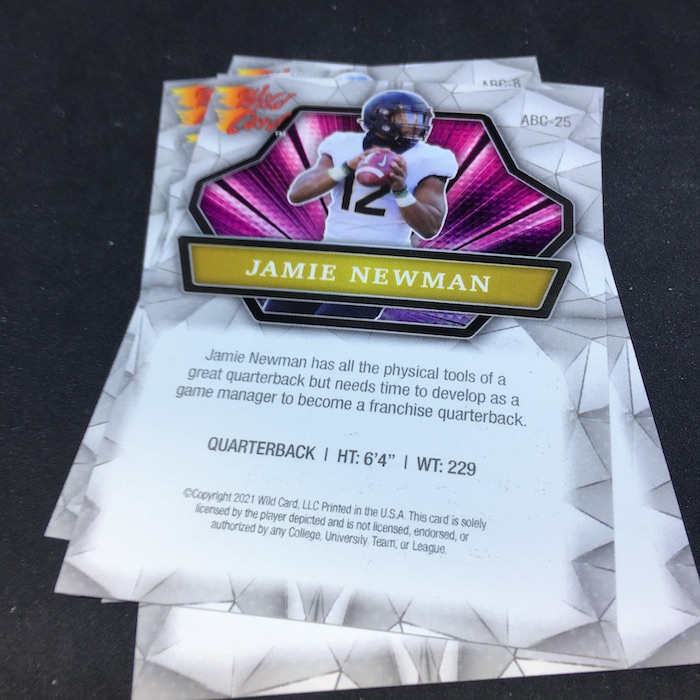 ABC-8
Wild
Card
™
ABC-25
12
JAMIE NEWMAN
Jamie Newman has all the physical tools of a
great quarterback but needs time to develop as a
game manager to become a franchise quarterback.
QUARTERBACK | HT: 6'4" | WT: 229
©Copyright 2021 Wild Card, LLC Printed in the U.S.A. This card is solely
licensed by the player depicted and is not licensed, endorsed, or
authorized by any College, University, Team, or League.